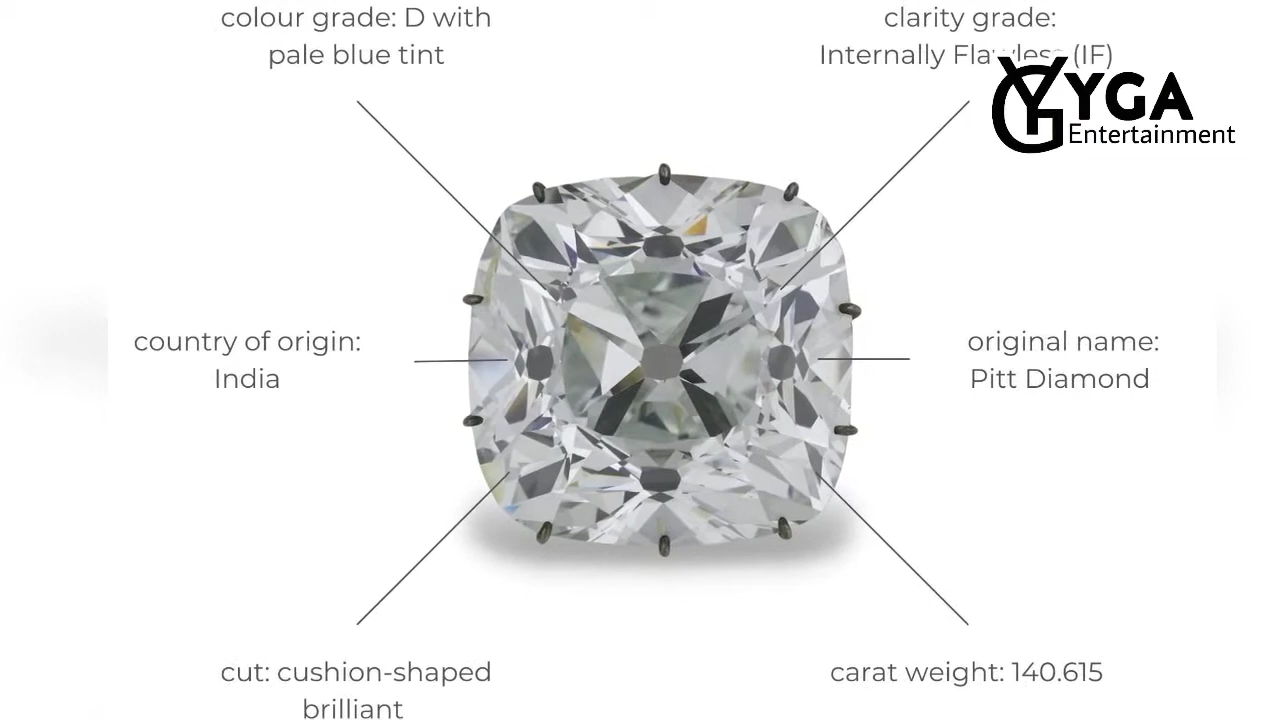 colour grade: D with
pale blue tint
clarity grade:
Internally Flawless (IF)
YGA
Entertainment
country of origin:
India
original name:
Pitt Diamond
cut: cushion-shaped
brilliant
carat weight: 140.615